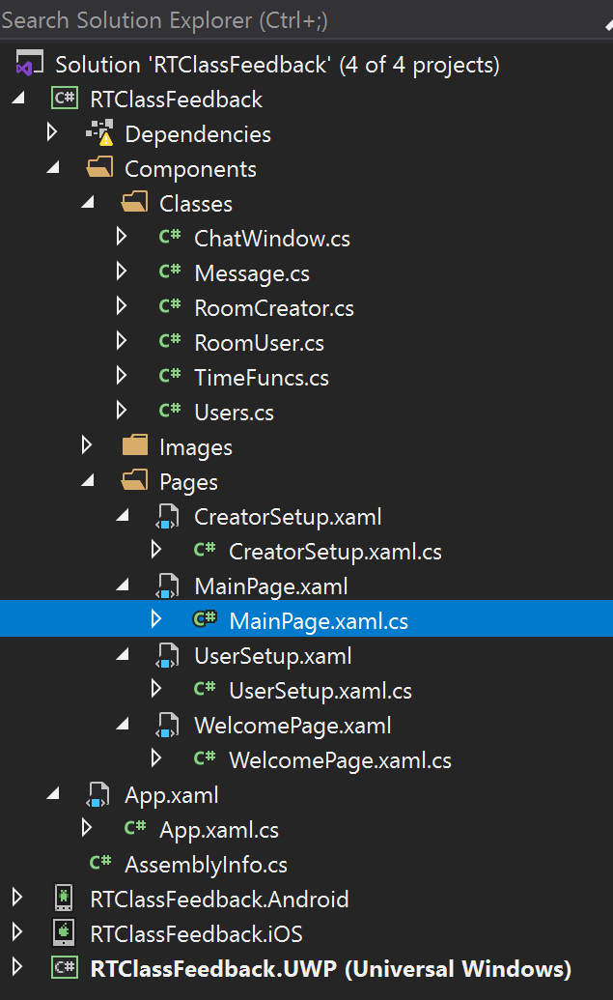 Search Solution Explorer (Ctrl+;)
Solution 'RTClassFeedback' (4 of 4 projects)
C# RTClassFeedback
Dependencies
Components
Classes
C# ChatWindow.cs
C# Message.cs
C# RoomCreator.cs
C# RoomUser.cs
C# TimeFuncs.cs
C# Users.cs
Images
Pages
CreatorSetup.xaml
C# CreatorSetup.xaml.cs
MainPage.xaml
C# MainPage.xaml.cs
UserSetup.xaml
C# UserSetup.xaml.cs
WelcomePage.xaml
C# WelcomePage.xaml.cs
App.xaml
C# App.xaml.cs
C# AssemblyInfo.cs
RTClassFeedback.Android
RTClassFeedback.iOS
C# RTClassFeedback.UWP (Universal Windows)